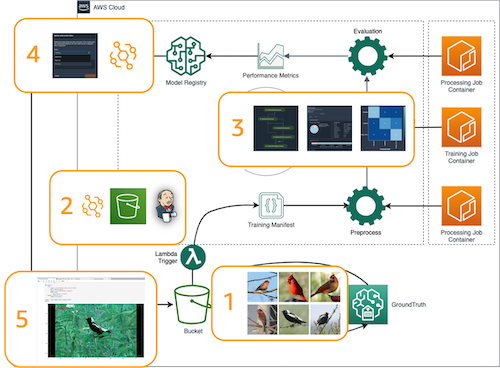 aws
AWS Cloud
4
Model Registry
Performance Metrics
Evaluation
Processing Job
Container
3
Training Job
Container
2
Training Manifest
Preprocess
Processing Job
Container
Lambda
Trigger
5
Bucket
1
GroundTruth